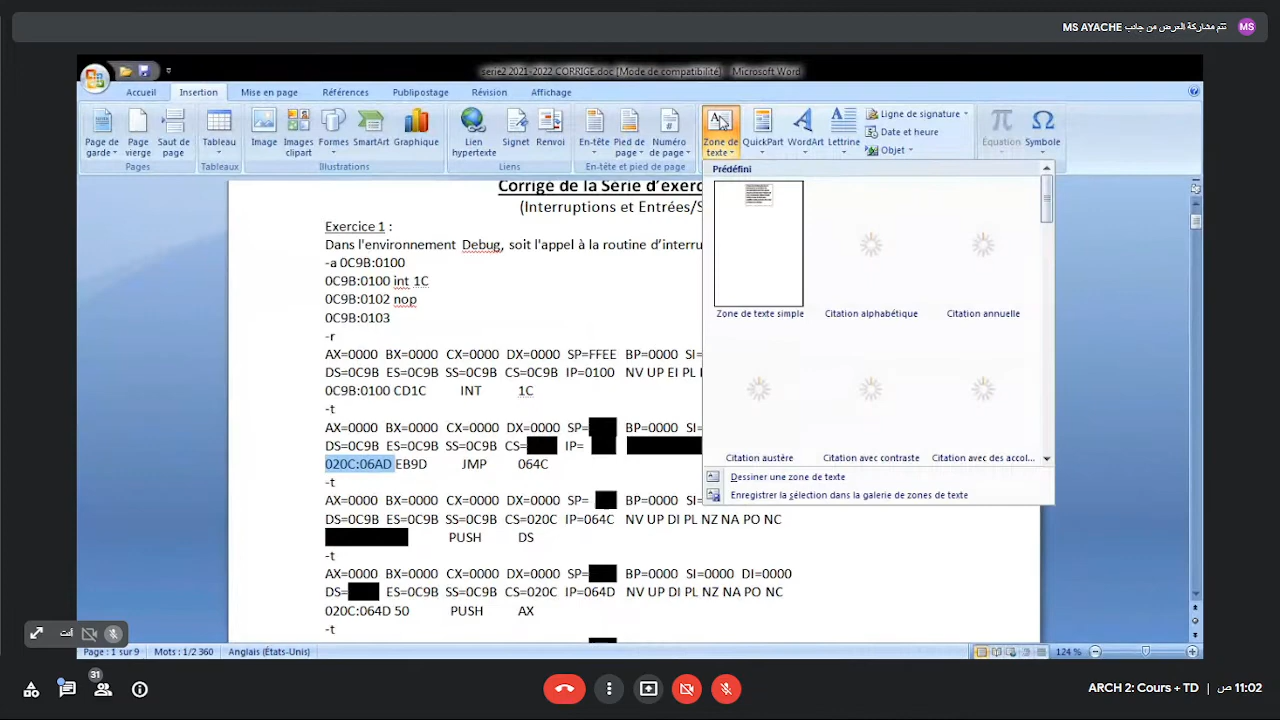 MS AYACHE تتم مشاركة العرض من جانب
MS
serie2 2021-2022 CORRIGE.doc [Mode de compatibilité] - Microsoft Word
Accueil Insertion Mise en page Références Publipostage Révision Affichage
Page de garde Page vierge Saut de page Tableau Image Images clipart Formes SmartArt Graphique Lien hypertexte Signet Renvoi En-tête Pied de page Numéro de page Zone de texte QuickPart WordArt Lettrine Ligne de signature Date et heure Objet Équation Symbole
Pages Tableaux Illustrations Liens En-tête et pied de page
Prédéfini
Zone de texte simple Citation alphabétique Citation annuelle
Citation austère Citation avec contraste Citation avec des accol...
Dessiner une zone de texte
Enregistrer la sélection dans la galerie de zones de texte
Corrigé de la Série d'exerc
(Interruptions et Entrées/S
Exercice 1 :
Dans l'environnement Debug, soit l'appel à la routine d'interru
-a 0C9B:0100
0C9B:0100 int 1C
0C9B:0102 nop
0C9B:0103
-r
AX=0000 BX=0000 CX=0000 DX=0000 SP=FFEE BP=0000 SI=
DS=0C9B ES=0C9B SS=0C9B CS=0C9B IP=0100 NV UP EI PL
0C9B:0100 CD1C INT 1C
-t
AX=0000 BX=0000 CX=0000 DX=0000 SP= BP=0000 SI=
DS=0C9B ES=0C9B SS=0C9B CS= IP=
020C:06AD EB9D JMP 064C
-t
AX=0000 BX=0000 CX=0000 DX=0000 SP= BP=0000 SI=
DS=0C9B ES=0C9B SS=0C9B CS=020C IP=064C NV UP DI PL NZ NA PO NC
PUSH DS
-t
AX=0000 BX=0000 CX=0000 DX=0000 SP= BP=0000 SI=0000 DI=0000
DS= ES=0C9B SS=0C9B CS=020C IP=064D NV UP DI PL NZ NA PO NC
020C:064D 50 PUSH AX
-t
Page : 1 sur 9 Mots : 1/2 360 Anglais (États-Unis) 124 %
31
ARCH 2: Cours + TD | 11:02 ص